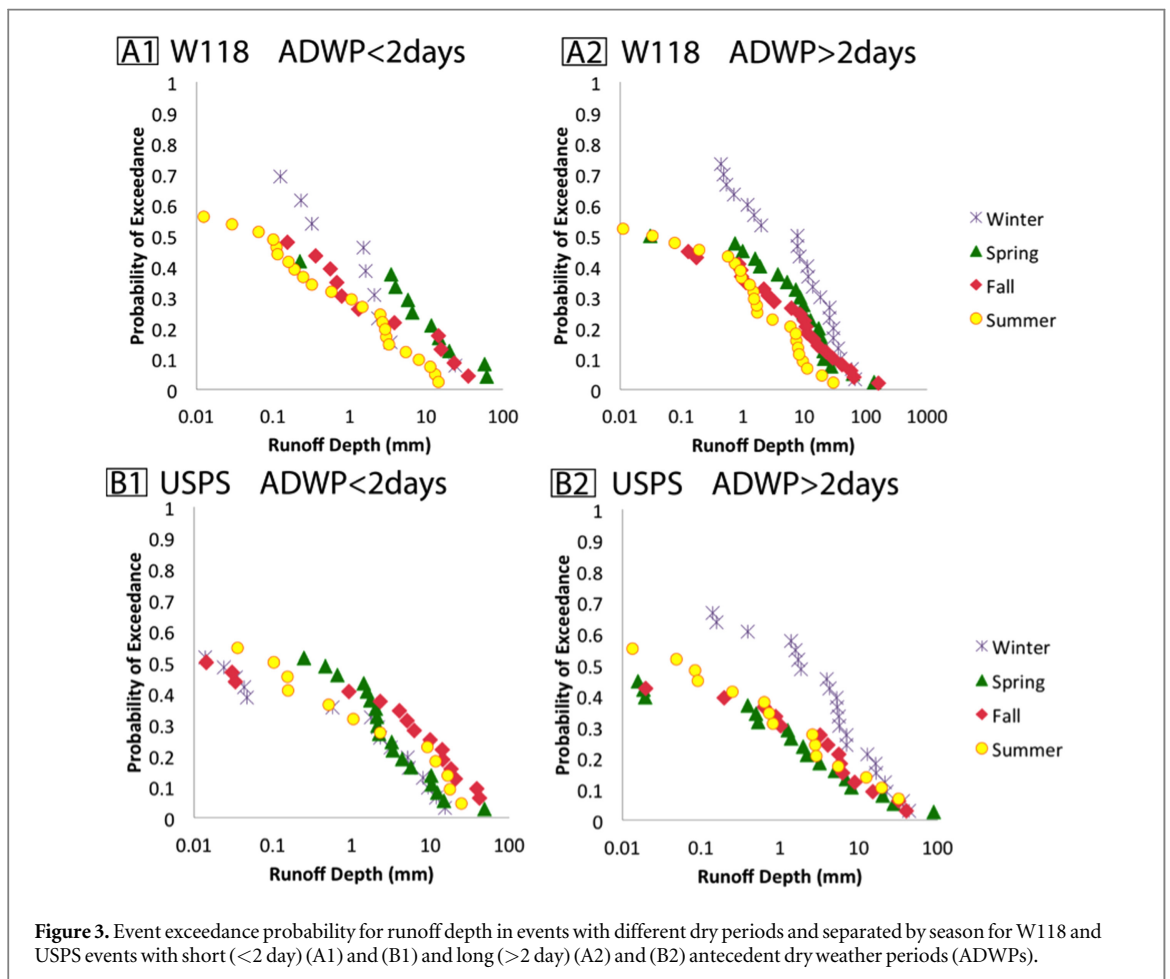 A1 W118 ADWP<2days
1
0.9
0.8
0.7
0.6
0.5
0.4
0.3
0.2
0.1
0
Probability of Exceedance
0.01 0.1 1 10 100
Runoff Depth (mm)
A2 W118 ADWP>2days
1
0.9
0.8
0.7
0.6
0.5
0.4
0.3
0.2
0.1
0
Probability of Exceedance
0.01 0.1 1 10 100 1000
Runoff Depth (mm)
Winter
Spring
Fall
Summer
B1 USPS ADWP<2days
1
0.9
0.8
0.7
0.6
0.5
0.4
0.3
0.2
0.1
0
Probability of Exceedance
0.01 0.1 1 10 100
Runoff Depth (mm)
B2 USPS ADWP>2days
1
0.9
0.8
0.7
0.6
0.5
0.4
0.3
0.2
0.1
0
Probability of Exceedance
0.01 0.1 1 10 100
Runoff Depth (mm)
Winter
Spring
Fall
Summer
Figure 3. Event exceedance probability for runoff depth in events with different dry periods and separated by season for W118 and
USPS events with short (<2 day) (A1) and (B1) and long (>2 day) (A2) and (B2) antecedent dry weather periods (ADWPs).